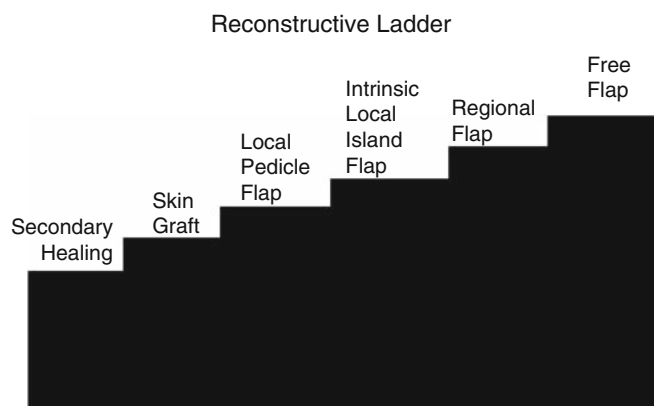 Reconstructive Ladder
Secondary
Healing
Skin
Graft
Local
Pedicle
Flap
Intrinsic
Local
Island
Flap
Regional
Flap
Free
Flap